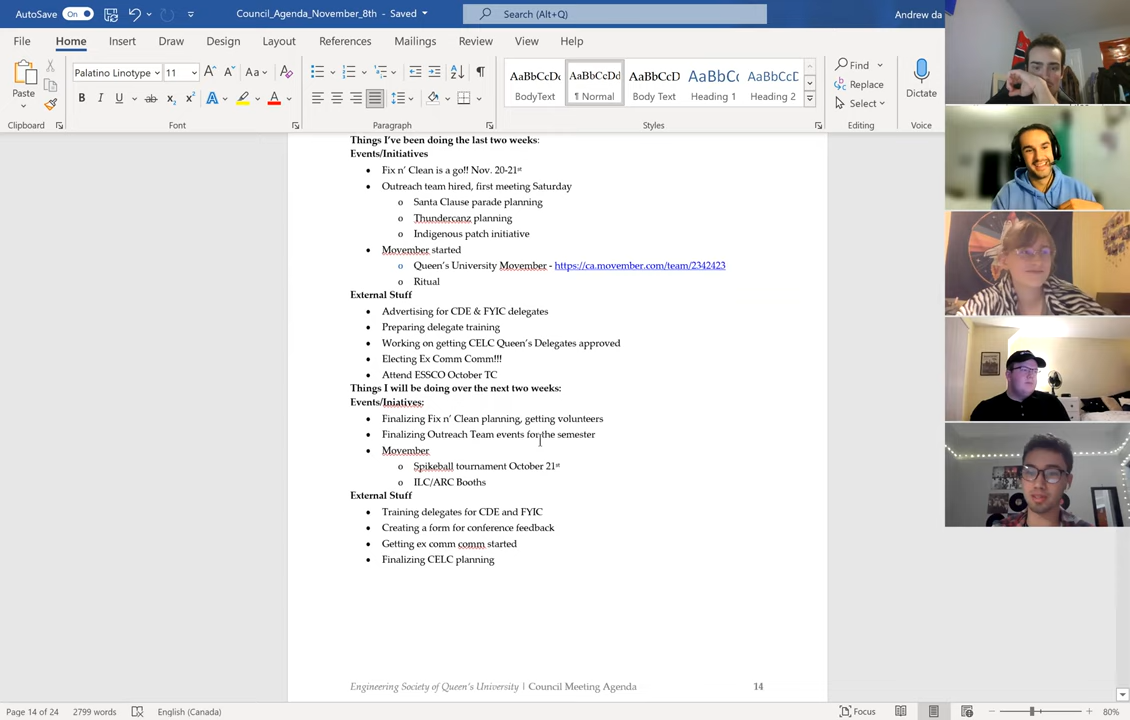 AutoSave On Council_Agenda_November_8th - Saved Search (Alt+Q) Andrew da
File Home Insert Draw Design Layout References Mailings Review View Help
Paste Clipboard
Palatino Linotype 11 Aa A
B I U ab x₂ x² A A Font
Paragraph
AaBbCcDc AaBbCcDd AaBbCcD AaBbCc AaBbCcD
BodyText ¶ Normal Body Text Heading 1 Heading 2
Styles
Find
Replace
Select
Editing
Dictate
Voice
Things I've been doing the last two weeks:
Events/Initiatives
• Fix n' Clean is a go!! Nov. 20-21st
• Outreach team hired, first meeting Saturday
o Santa Clause parade planning
o Thundercanz planning
o Indigenous patch initiative
• Movember started
o Queen's University Movember - https://ca.movember.com/team/2342423
o Ritual
External Stuff
• Advertising for CDE & FYIC delegates
• Preparing delegate training
• Working on getting CELC Queen's Delegates approved
• Electing Ex Comm Comm!!!
• Attend ESSCO October TC
Things I will be doing over the next two weeks:
Events/Iniatives:
• Finalizing Fix n' Clean planning, getting volunteers
• Finalizing Outreach Team events for the semester
• Movember
o Spikeball tournament October 21st
o ILC/ARC Booths
External Stuff
• Training delegates for CDE and FYIC
• Creating a form for conference feedback
• Getting ex comm comm started
• Finalizing CELC planning
Engineering Society of Queen's University | Council Meeting Agenda 14
Page 14 of 24 2799 words English (Canada) Focus 80%